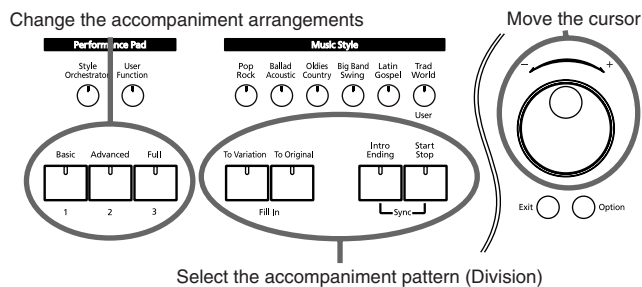 Change the accompaniment arrangements
Move the cursor
Performance Pad
Music Style
Style Orchestrator
User Function
Pop Rock
Ballad Acoustic
Oldies Country
Big Band Swing
Latin Gospel
Trad World
User
− +
Basic
Advanced
Full
To Variation
To Original
Intro Ending
Start Stop
Exit
Option
1
2
3
Fill In
Sync
Select the accompaniment pattern (Division)